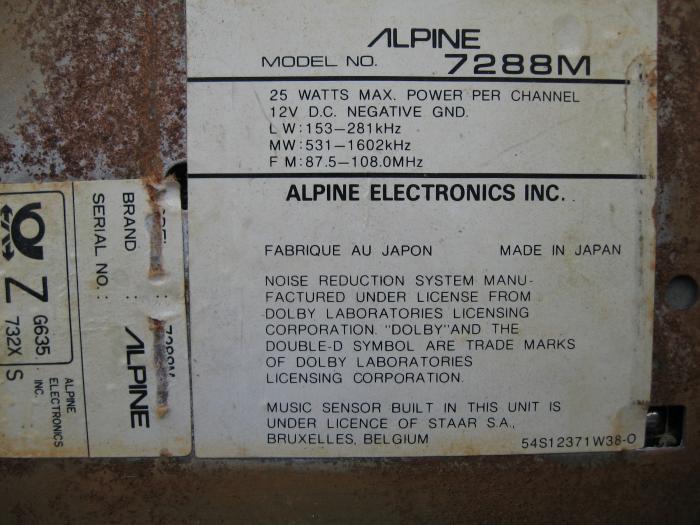 ALPINE
MODEL NO. 7288M
25 WATTS MAX. POWER PER CHANNEL
12V D.C. NEGATIVE GND.
LW:153–281kHz
MW:531–1602kHz
FM:87.5–108.0MHz
ALPINE ELECTRONICS INC.
FABRIQUE AU JAPON MADE IN JAPAN
NOISE REDUCTION SYSTEM MANU-
FACTURED UNDER LICENSE FROM
DOLBY LABORATORIES LICENSING
CORPORATION. "DOLBY" AND THE
DOUBLE-D SYMBOL ARE TRADE MARKS
OF DOLBY LABORATORIES
LICENSING CORPORATION.
MUSIC SENSOR BUILT IN THIS UNIT IS
UNDER LICENCE OF STAAR S.A.,
BRUXELLES, BELGIUM
54S12371W38-O
7288M
BRAND : ALPINE
SERIAL NO. :
Z G635
732X S
ALPINE
ELECTRONICS
INC.